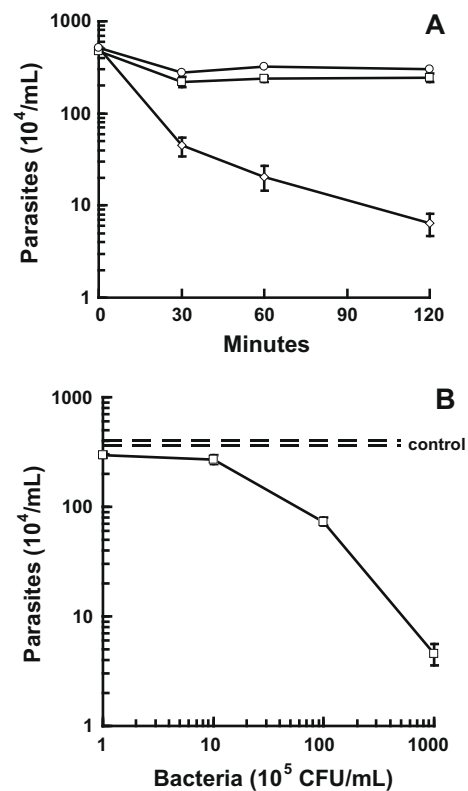 A
1000
100
10
1
Parasites (10⁴/mL)
0 30 60 90 120
Minutes
B
1000
100
10
1
control
Parasites (10⁴/mL)
1 10 100 1000
Bacteria (10⁵ CFU/mL)